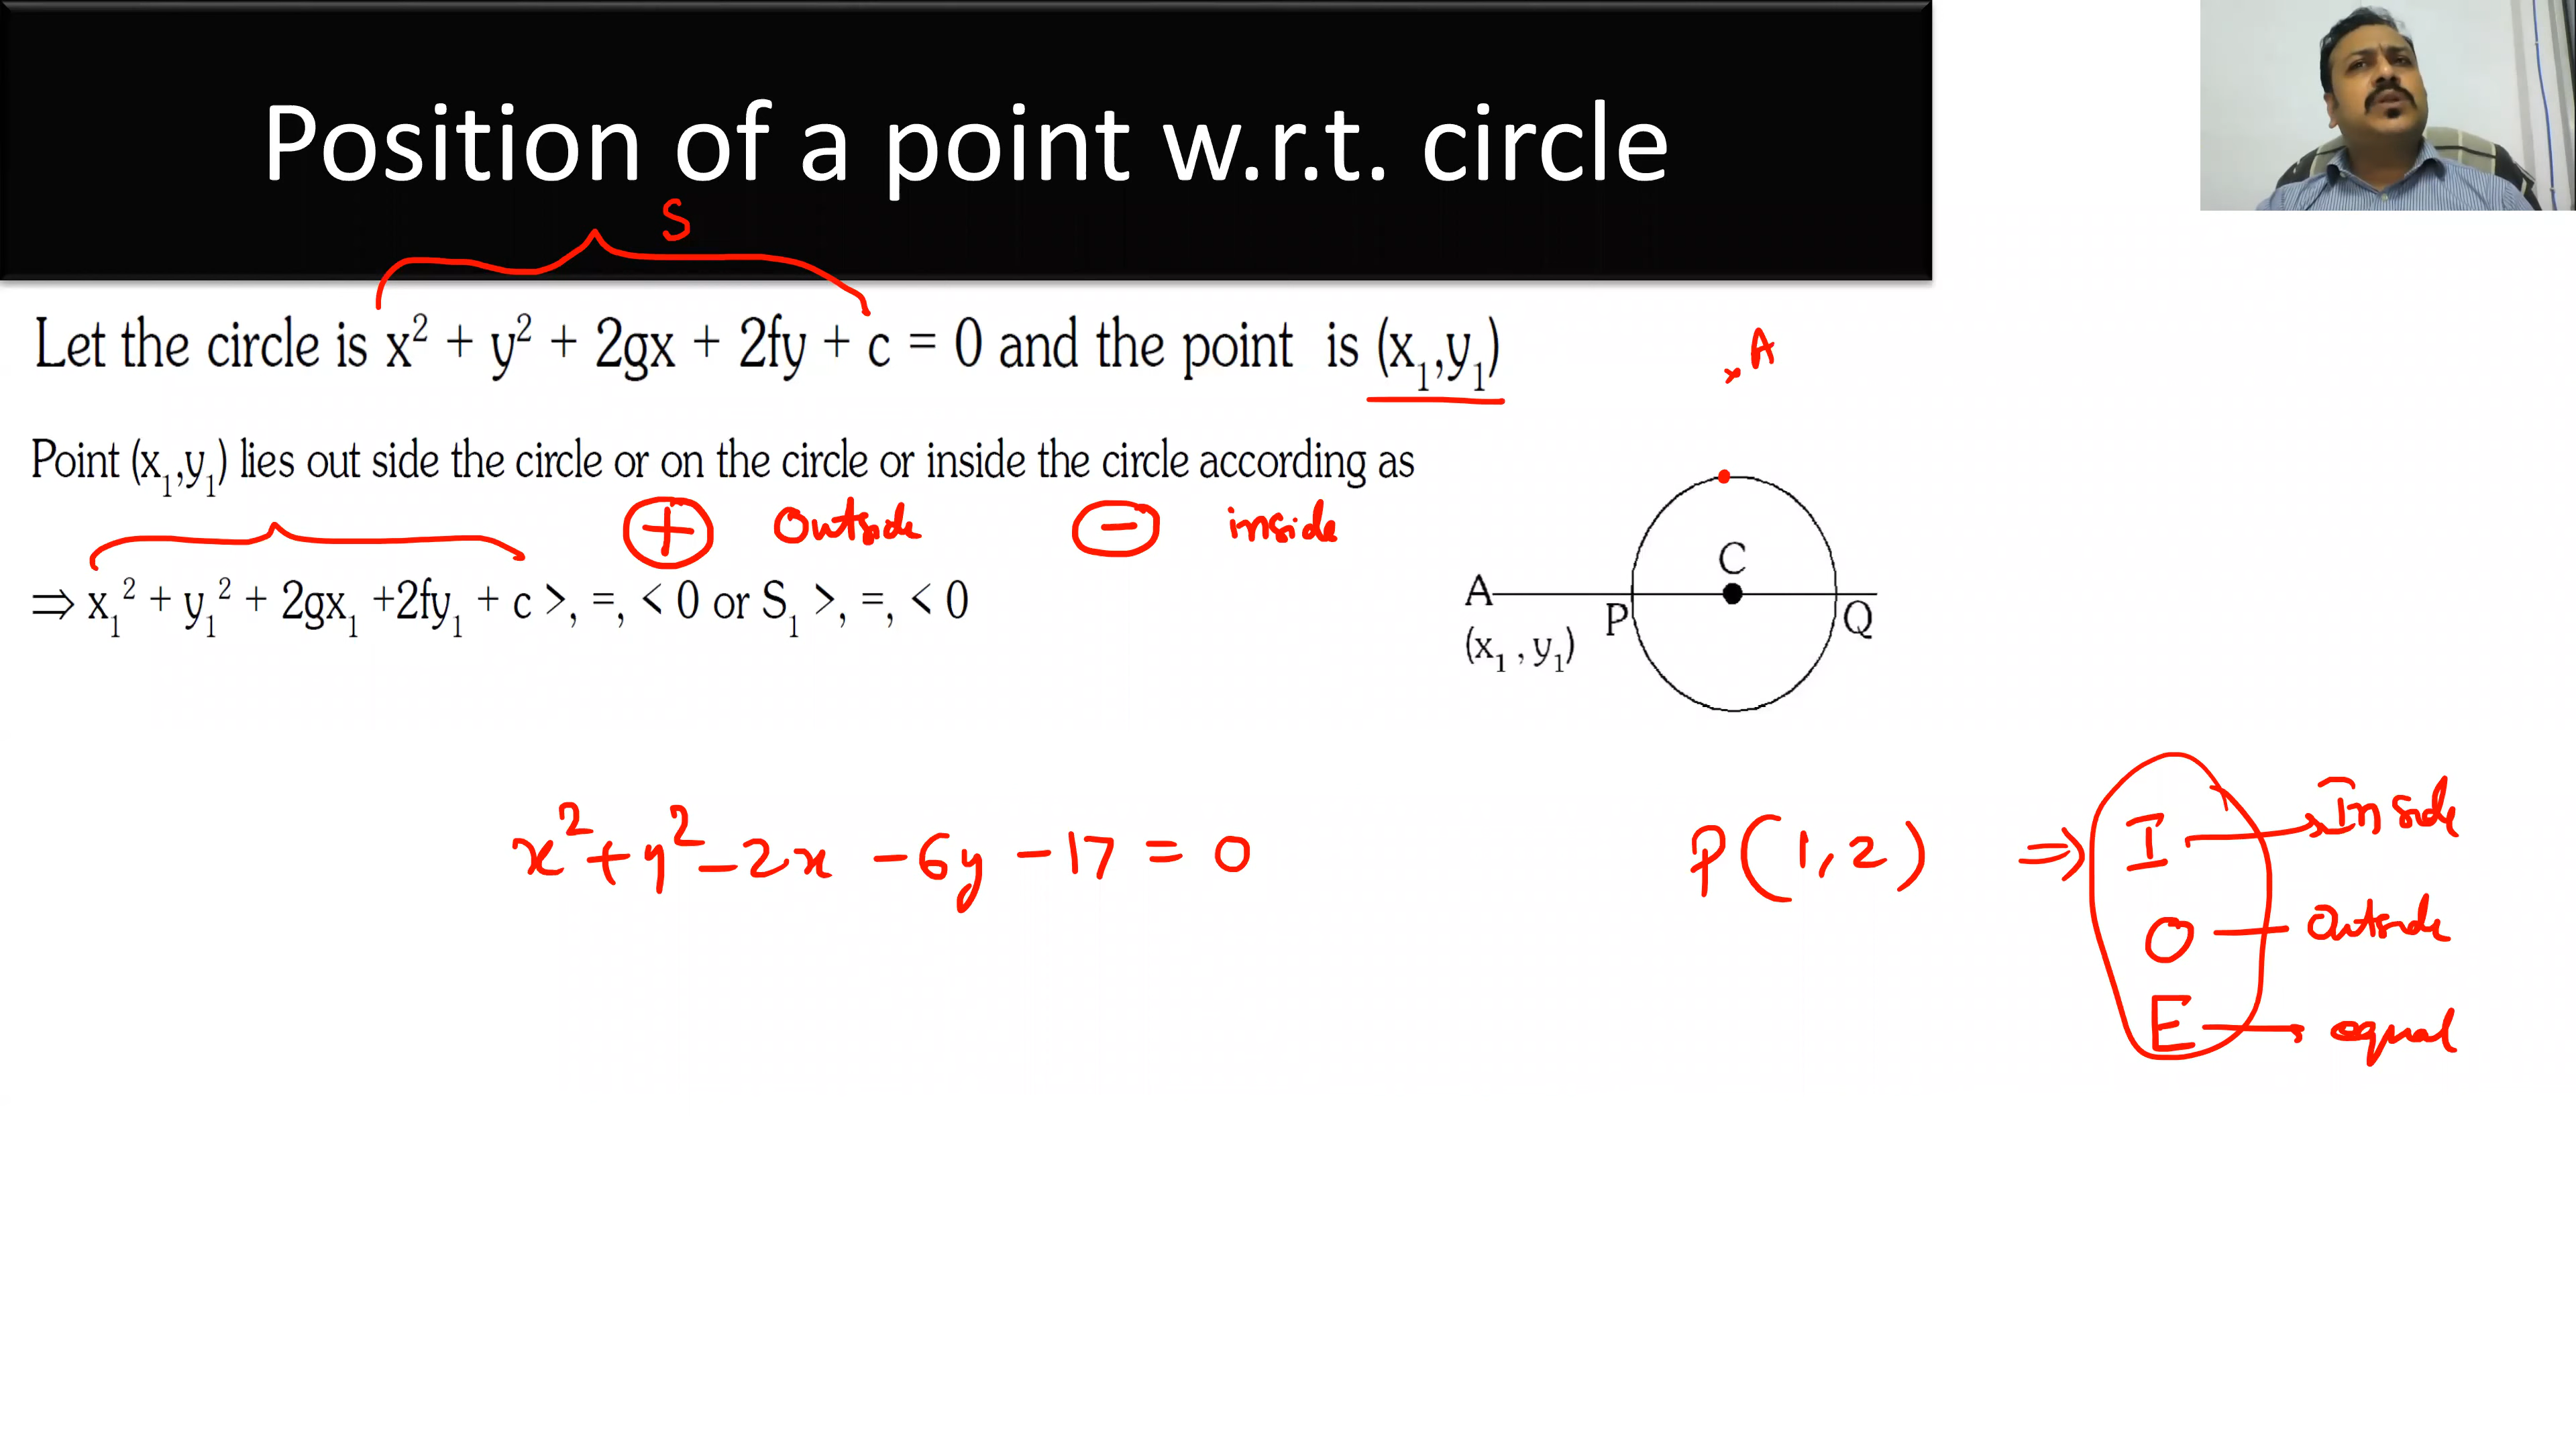 Position of a point w.r.t. circle
S
Let the circle is x² + y² + 2gx + 2fy + c = 0 and the point is (x₁,y₁)
A
Point (x₁,y₁) lies out side the circle or on the circle or inside the circle according as
+ Outside - inside
⇒ x₁² + y₁² + 2gx₁ +2fy₁ + c >, =, < 0 or S₁ >, =, < 0
C
A P Q
(x₁ , y₁)
x² + y² - 2x - 6y - 17 = 0 P(1,2) ⇒ I → Inside
O — Outside
E → equal